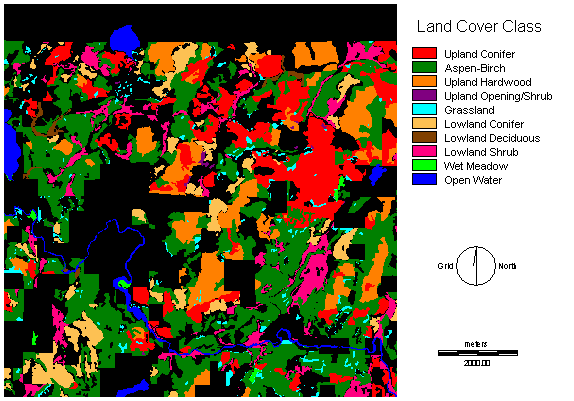 Land Cover Class
Upland Conifer
Aspen-Birch
Upland Hardwood
Upland Opening/Shrub
Grassland
Lowland Conifer
Lowland Deciduous
Lowland Shrub
Wet Meadow
Open Water
Grid North
meters
2000.00